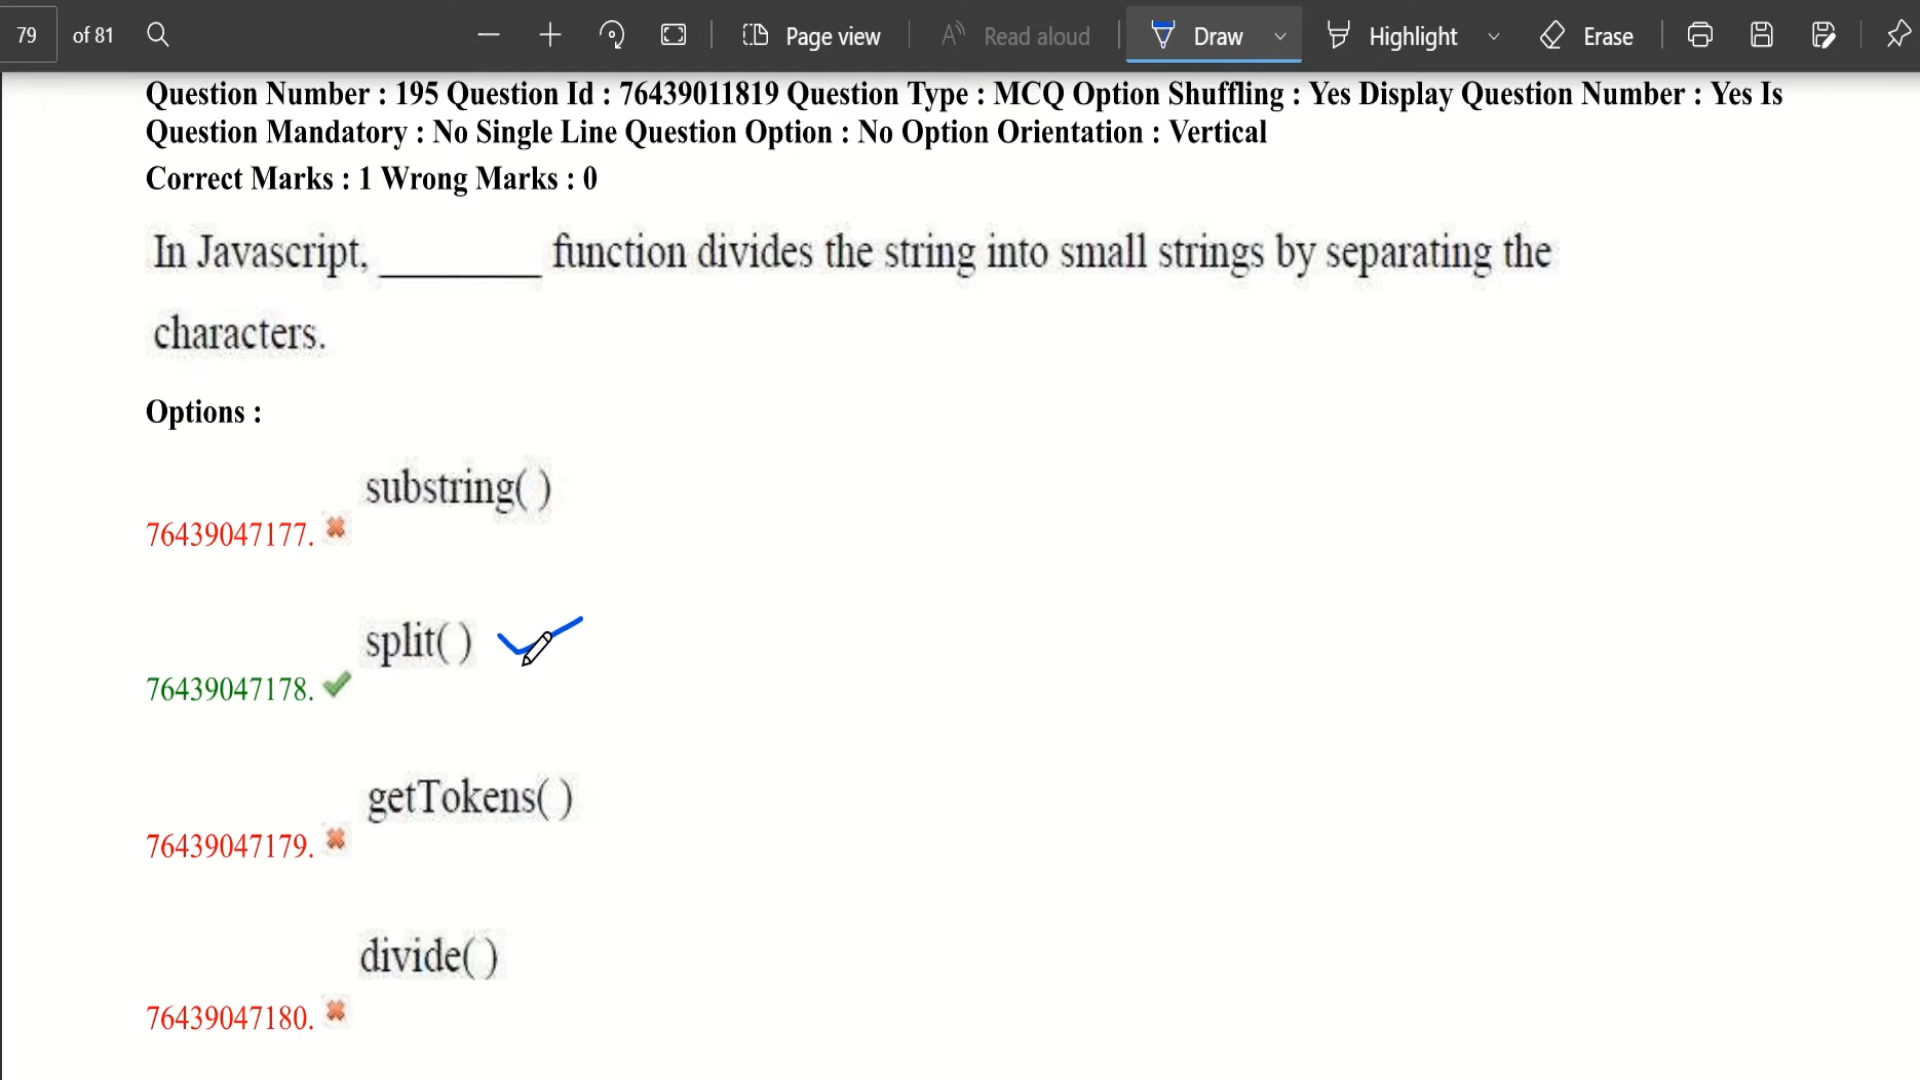 79 of 81 Page view Read aloud Draw Highlight Erase
Question Number : 195 Question Id : 76439011819 Question Type : MCQ Option Shuffling : Yes Display Question Number : Yes Is
Question Mandatory : No Single Line Question Option : No Option Orientation : Vertical
Correct Marks : 1 Wrong Marks : 0
In Javascript, ________ function divides the string into small strings by separating the
characters.
Options :
substring( )
76439047177.
split( )
76439047178.
getTokens( )
76439047179.
divide( )
76439047180.